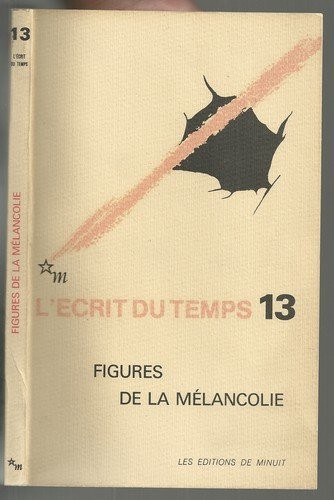 13
L'ÉCRIT
DU TEMPS
FIGURES DE LA MÉLANCOLIE
m
m
L'ECRIT DU TEMPS 13
FIGURES
DE LA MÉLANCOLIE
LES EDITIONS DE MINUIT